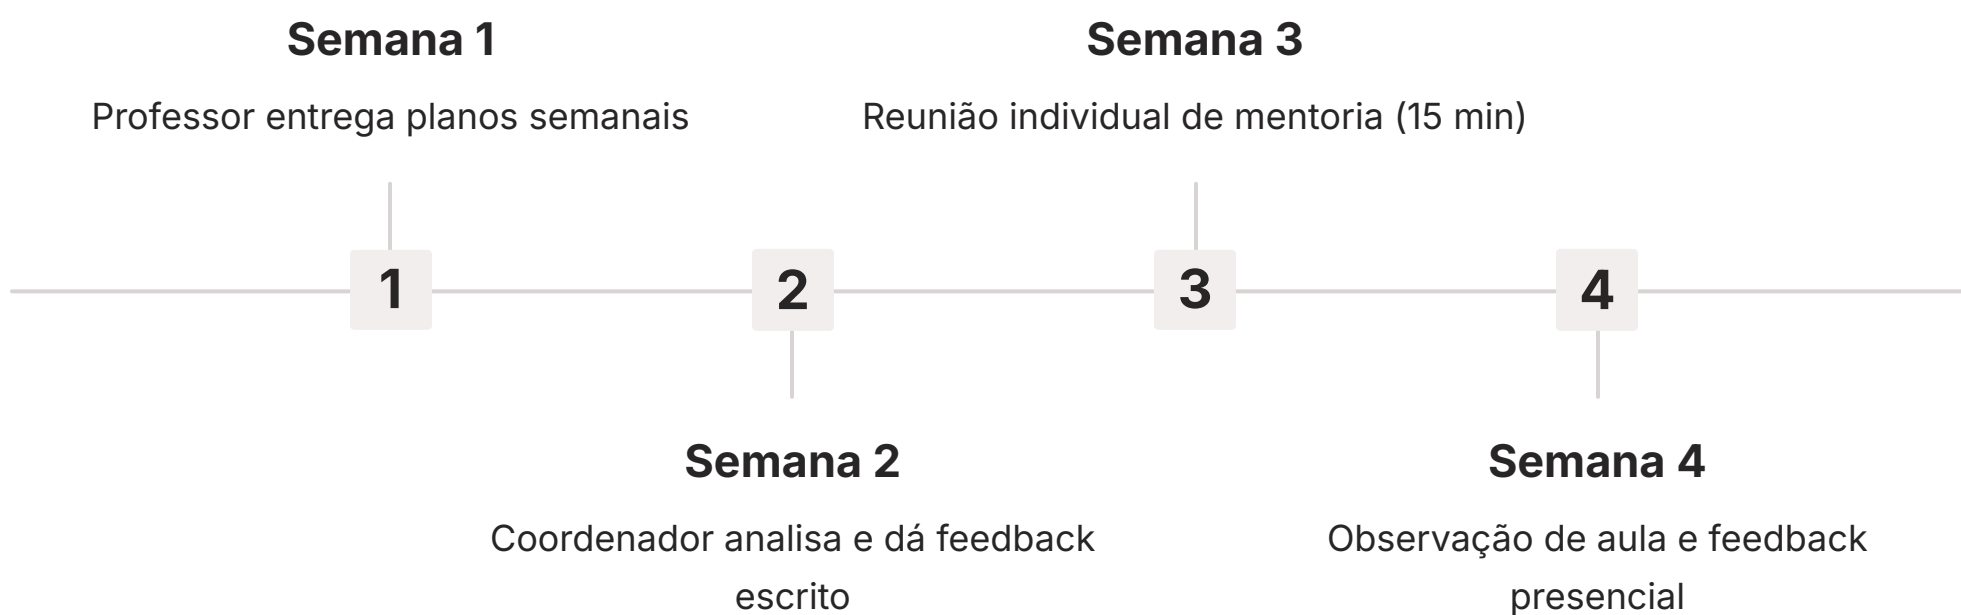 Semana 1
Professor entrega planos semanais
Semana 3
Reunião individual de mentoria (15 min)
1
2
3
4
Semana 2
Coordenador analisa e dá feedback
escrito
Semana 4
Observação de aula e feedback
presencial